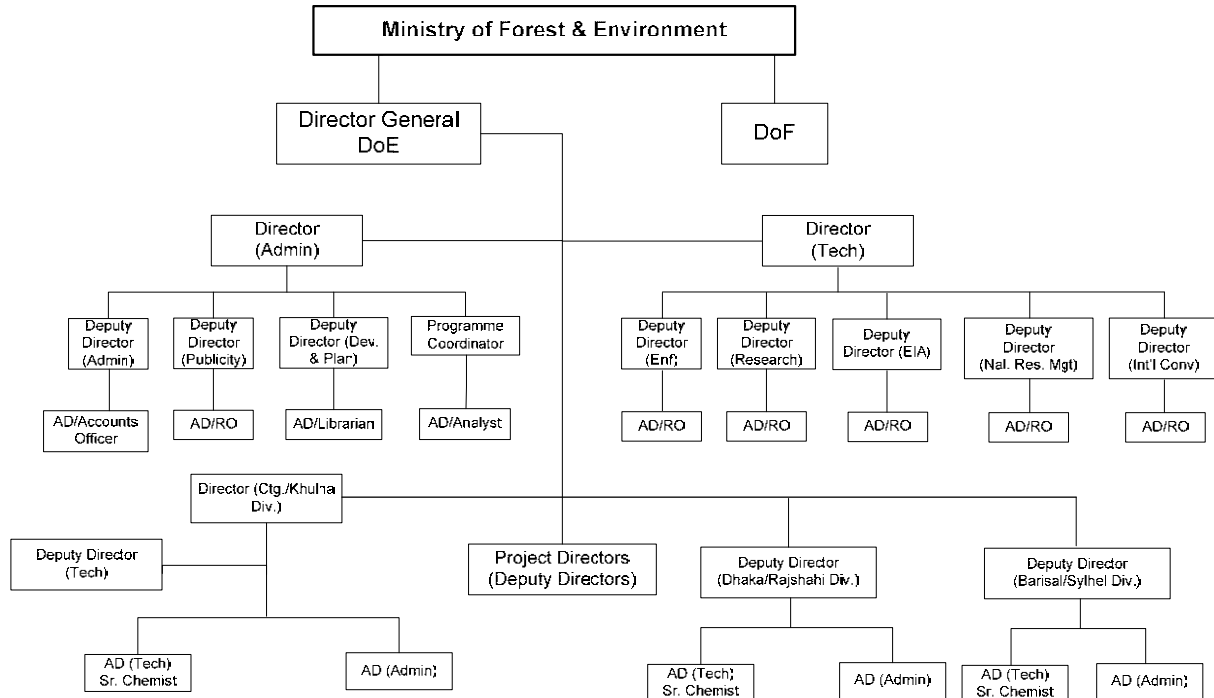 Ministry of Forest & Environment
Director General
DoE
DoF
Director
(Admin)
Director
(Tech)
Deputy
Director
(Admin)
Deputy
Director
(Publicity)
Deputy
Director (Dev.
& Plan)
Programme
Coordinator
Deputy
Director
(Enf)
Deputy
Director
(Research)
Deputy
Director (EIA)
Deputy
Director
(Nal. Res. Mgt)
Deputy
Director
(Int'l Conv)
AD/Accounts
Officer
AD/RO
AD/Librarian
AD/Analyst
AD/RO
AD/RO
AD/RO
AD/RO
AD/RO
Director (Ctg./Khulna
Div.)
Deputy Director
(Tech)
Project Directors
(Deputy Directors)
Deputy Director
(Dhaka/Rajshahi Div.)
Deputy Director
(Barisal/Sylhel Div.)
AD (Tech)
Sr. Chemist
AD (Admin)
AD (Tech)
Sr. Chemist
AD (Admin)
AD (Tech)
Sr. Chemist
AD (Admin)